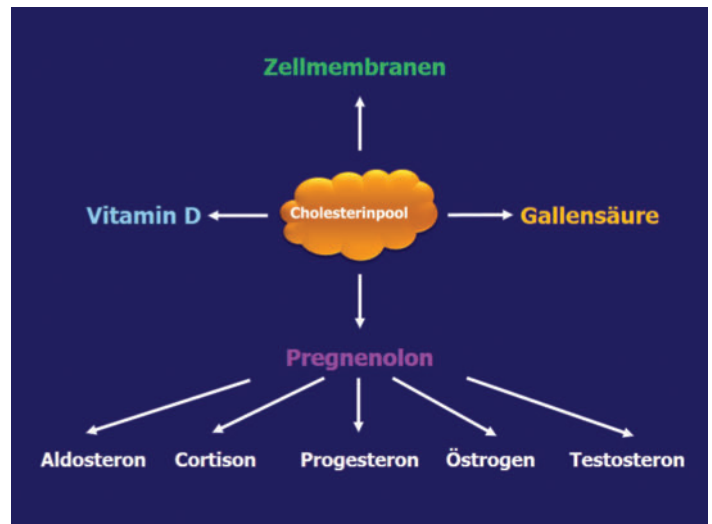 Zellmembranen
Vitamin D
Cholesterinpool
Gallensäure
Pregnenolon
Aldosteron
Cortison
Progesteron
Östrogen
Testosteron